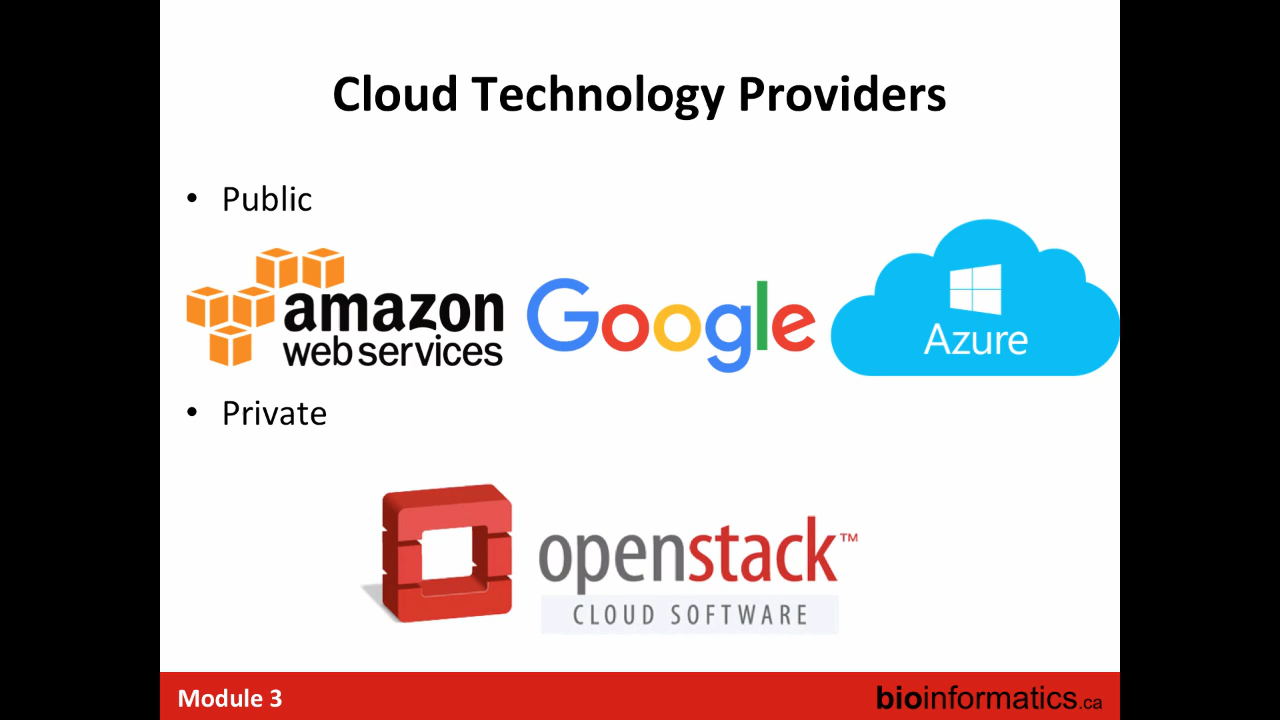 Cloud Technology Providers
• Public
amazon
web services
Google
Azure
• Private
openstack™
CLOUD SOFTWARE
Module 3
bioinformatics.ca